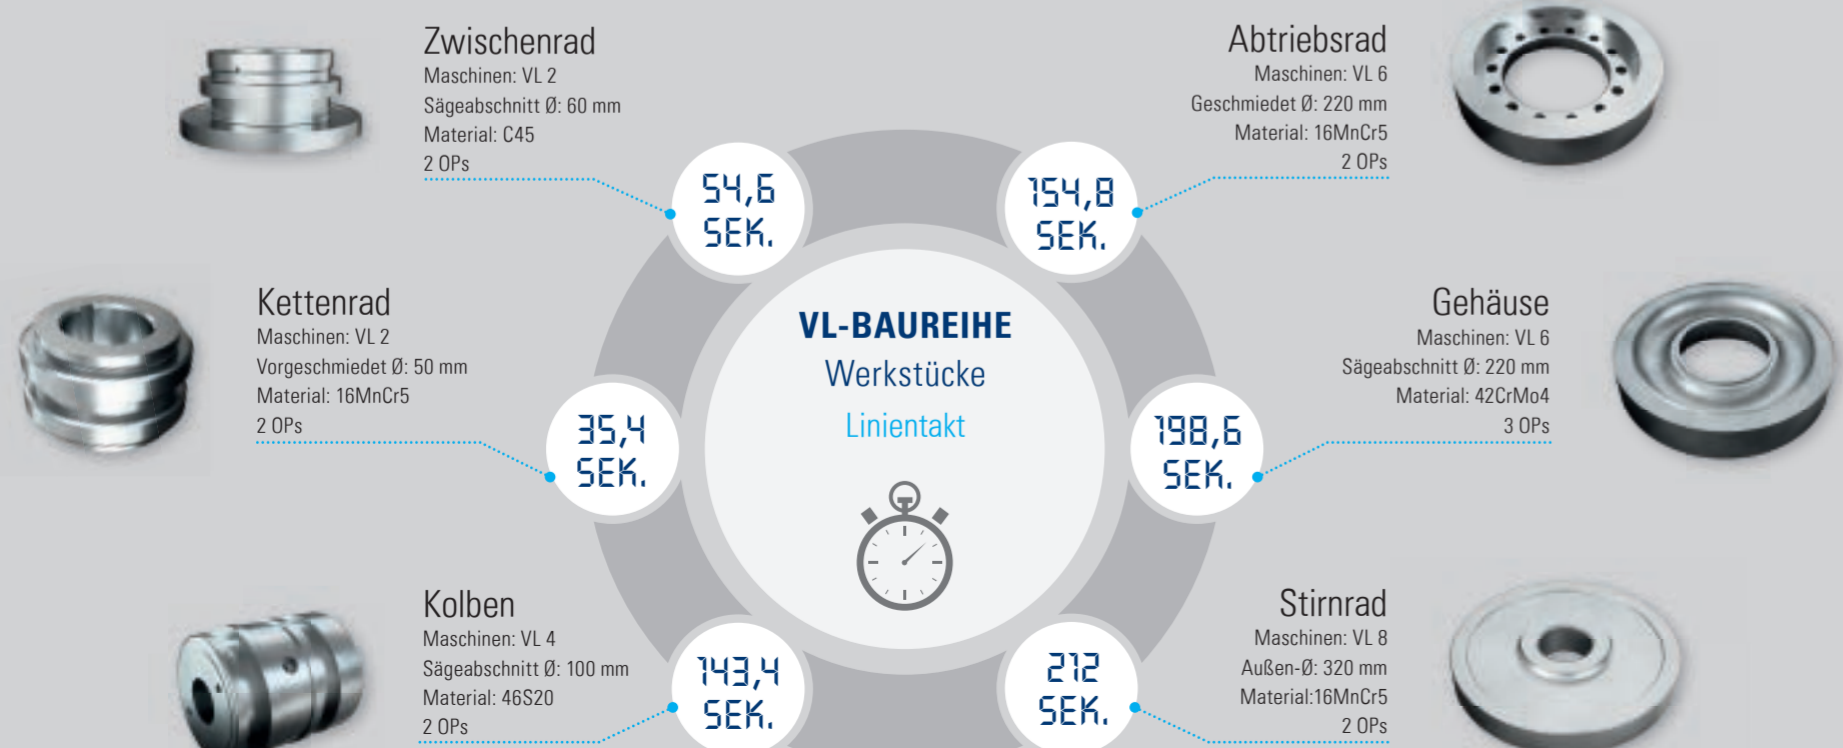 Zwischenrad
Maschinen: VL 2
Sägeabschnitt Ø: 60 mm
Material: C45
2 OPs
54,6
SEK.
Abtriebsrad
Maschinen: VL 6
Geschmiedet Ø: 220 mm
Material: 16MnCr5
2 OPs
154,8
SEK.
Kettenrad
Maschinen: VL 2
Vorgeschmiedet Ø: 50 mm
Material: 16MnCr5
2 OPs
35,4
SEK.
VL-BAUREIHE
Werkstücke
Linientakt
Gehäuse
Maschinen: VL 6
Sägeabschnitt Ø: 220 mm
Material: 42CrMo4
3 OPs
198,6
SEK.
Kolben
Maschinen: VL 4
Sägeabschnitt Ø: 100 mm
Material: 46S20
2 OPs
143,4
SEK.
Stirnrad
Maschinen: VL 8
Außen-Ø: 320 mm
Material:16MnCr5
2 OPs
212
SEK.